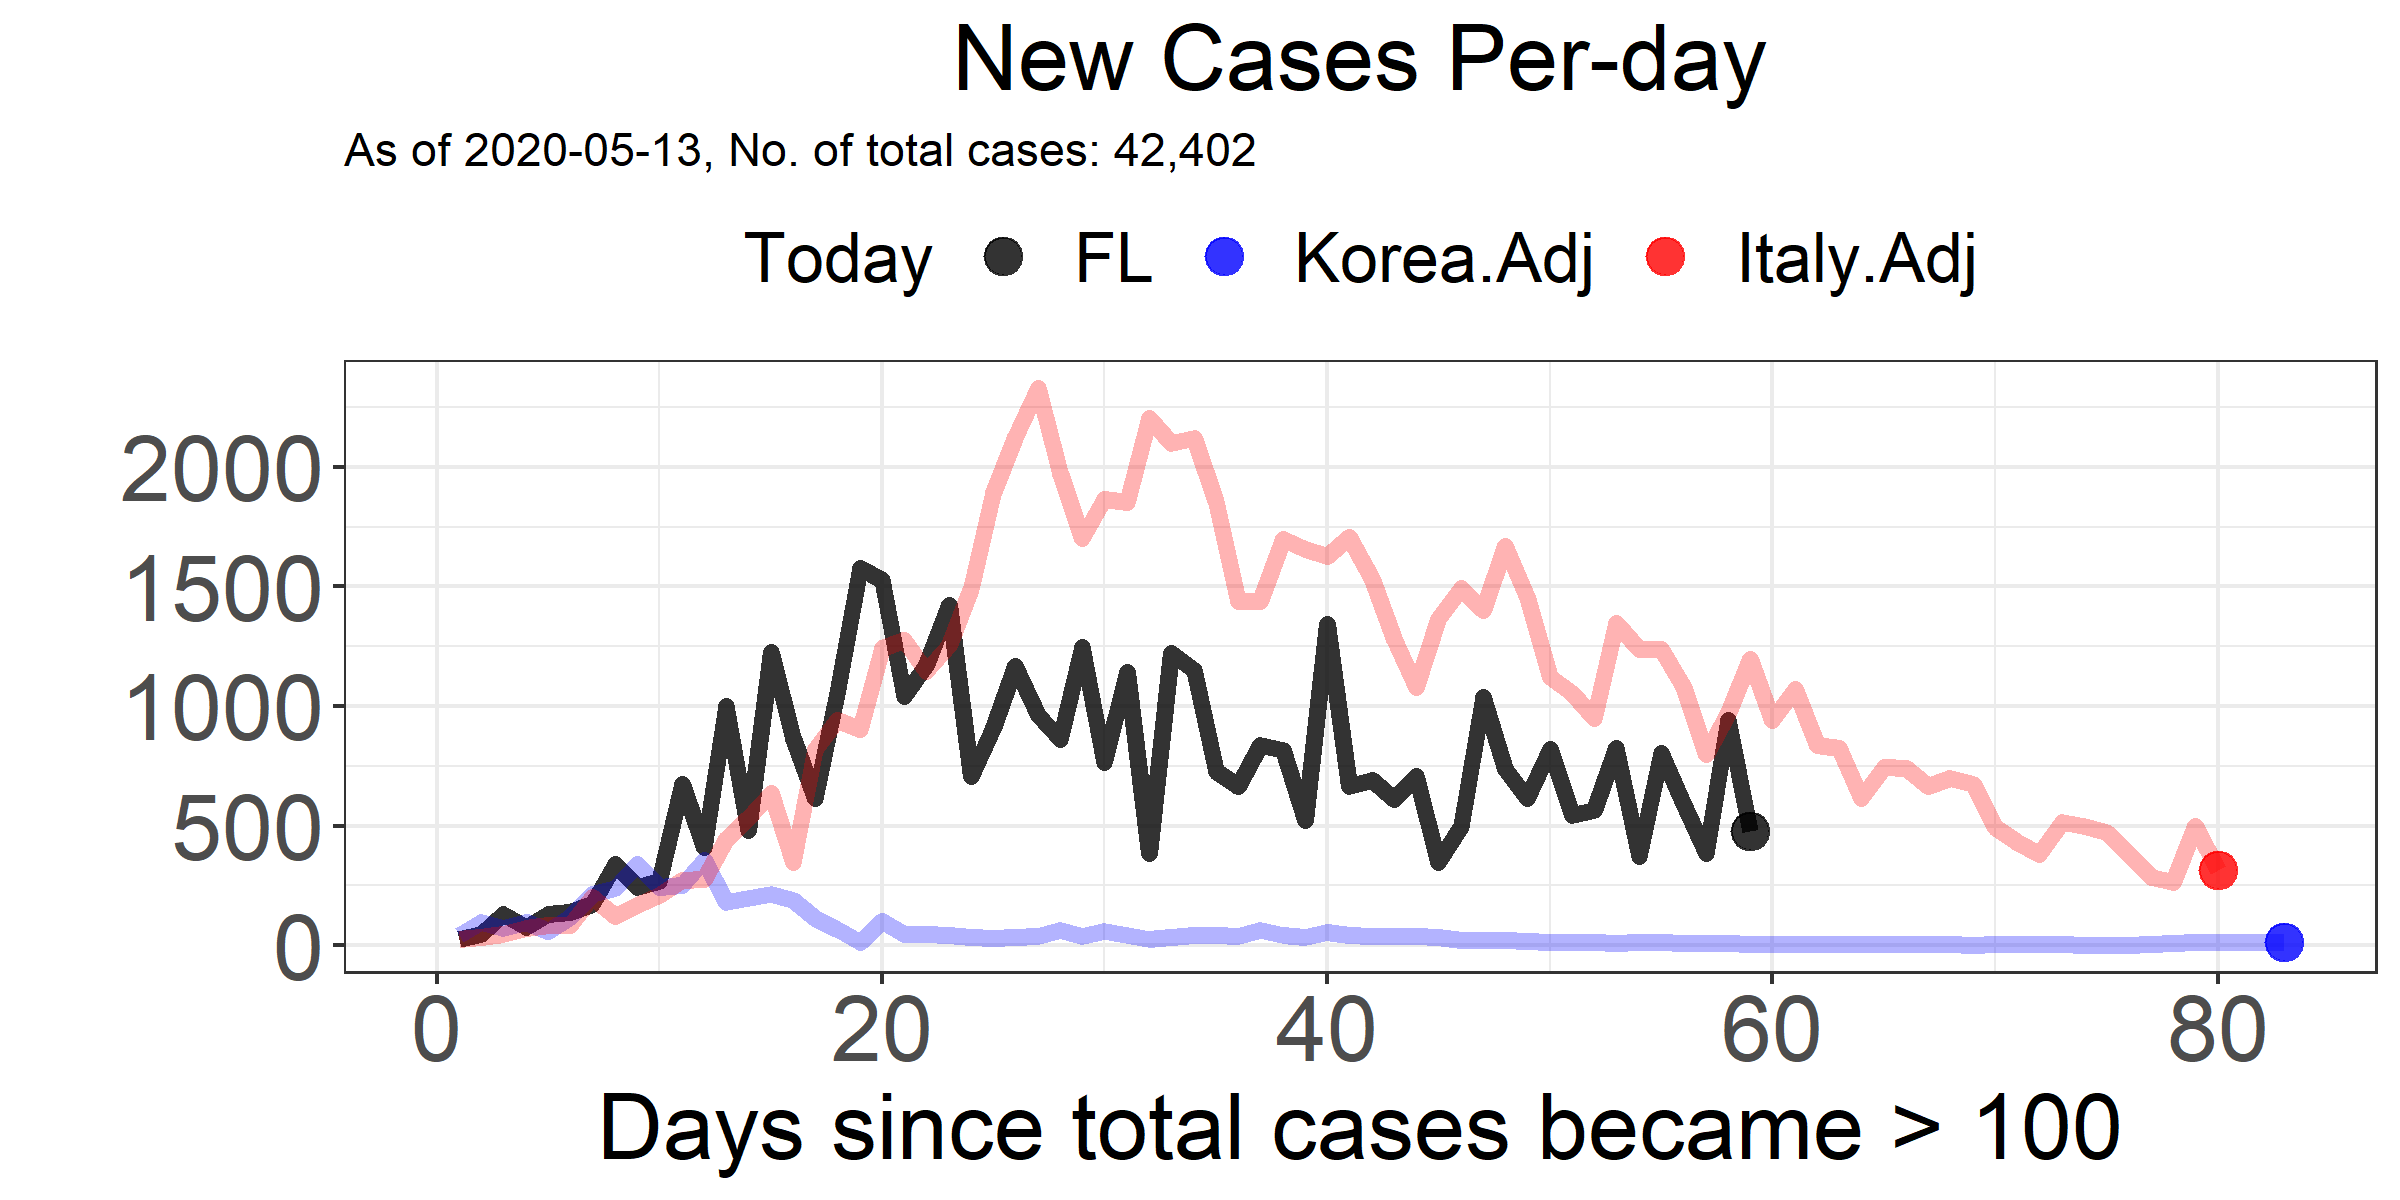 New Cases Per-day
As of 2020-05-13, No. of total cases: 42,402
Today FL Korea.Adj Italy.Adj
2000
1500
1000
500
0
0 20 40 60 80
Days since total cases became > 100